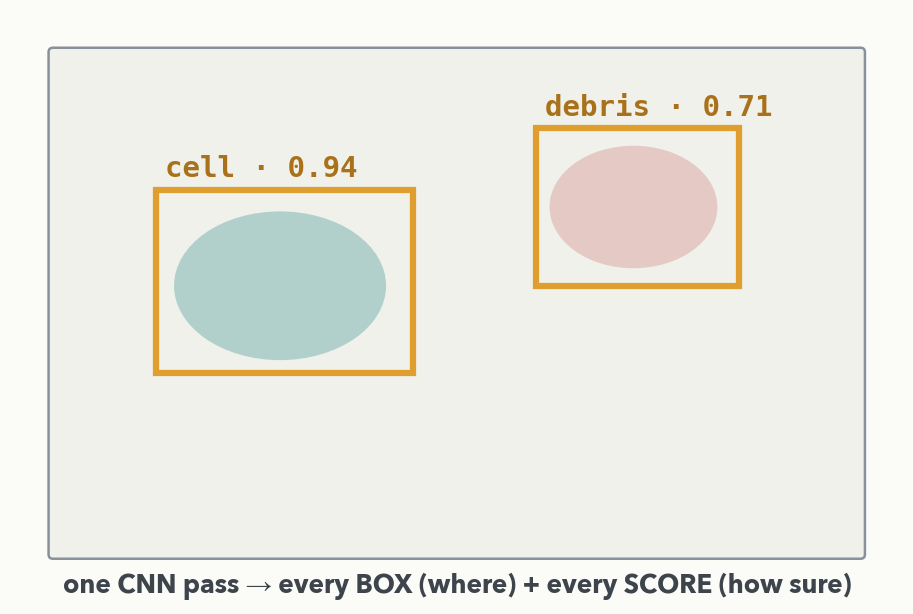 debris · 0.71
cell · 0.94
one CNN pass → every BOX (where) + every SCORE (how sure)